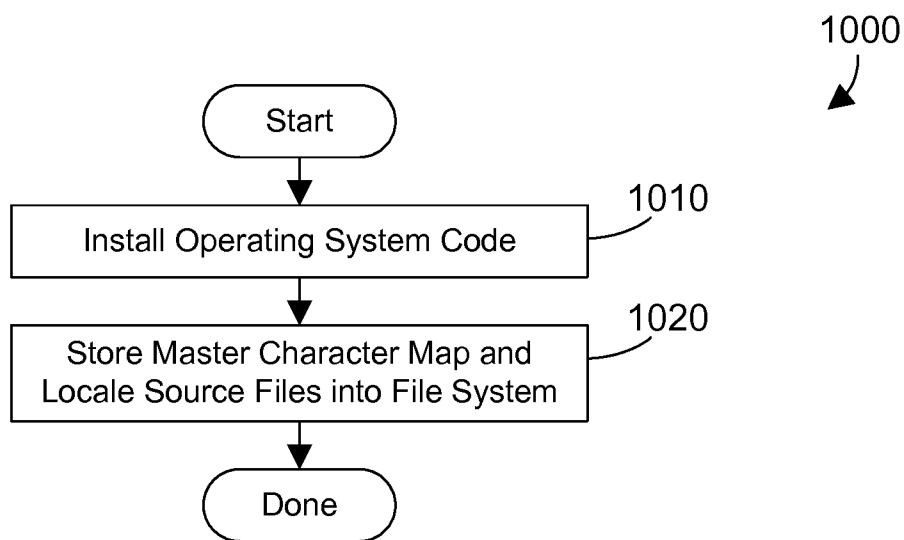 1000
Start
1010
Install Operating System Code
1020
Store Master Character Map and
Locale Source Files into File System
Done